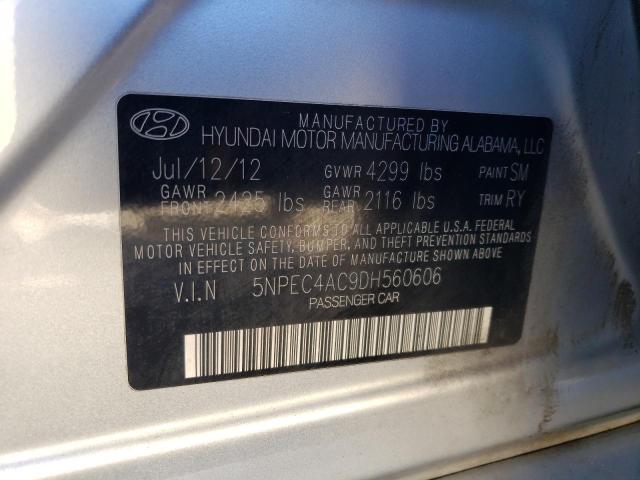 MANUFACTURED BY
HYUNDAI MOTOR MANUFACTURING ALABAMA, LLC
Jul/12/12 GVWR 4299 lbs PAINT SM
GAWR FRONT 2425 lbs GAWR REAR 2116 lbs TRIM RY
THIS VEHICLE CONFORMS TO ALL APPLICABLE U.S.A. FEDERAL
MOTOR VEHICLE SAFETY, BUMPER, AND THEFT PREVENTION STANDARDS
IN EFFECT ON THE DATE OF MANUFACTURE SHOWN ABOVE
V.I.N 5NPEC4AC9DH560606
PASSENGER CAR